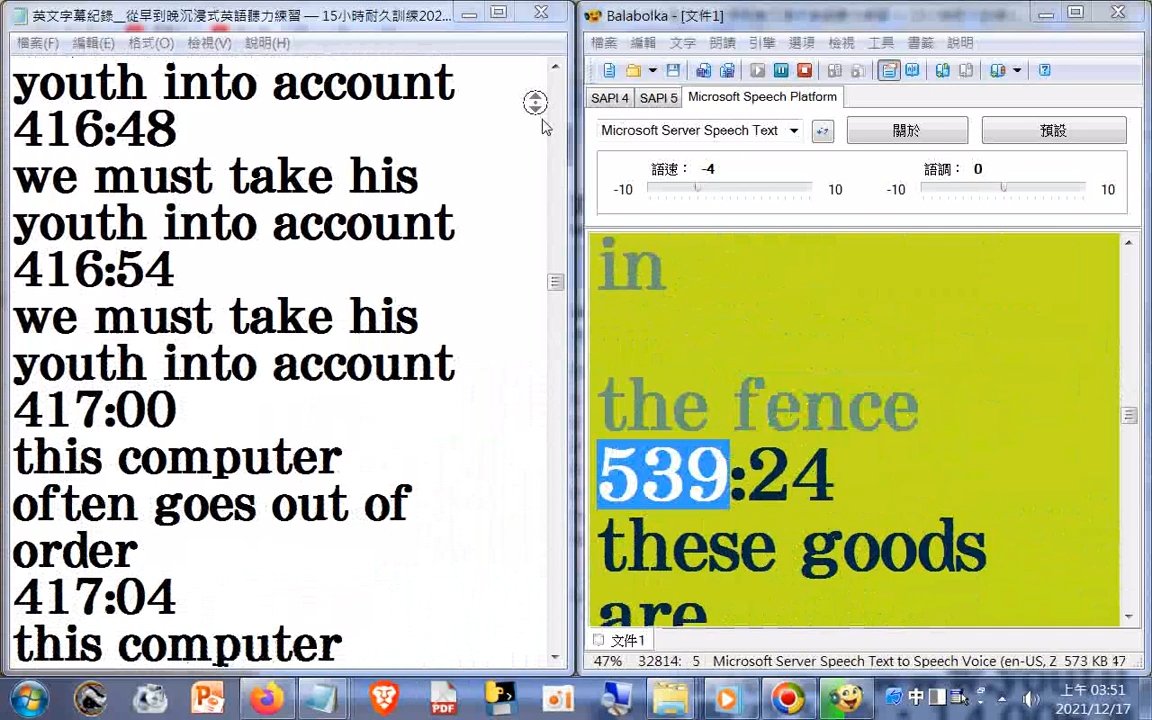 英文字幕紀錄__從早到晚沉浸式英語聽力練習 — 15小時耐久訓練202...
檔案(F) 編輯(E) 格式(O) 檢視(V) 說明(H)
youth into account
416:48
we must take his
youth into account
416:54
we must take his
youth into account
417:00
this computer
often goes out of
order
417:04
this computer
Balabolka - [文件1]
檔案 編輯 文字 朗讀 引擎 選項 檢視 工具 書籤 說明
SAPI 4 SAPI 5 Microsoft Speech Platform
Microsoft Server Speech Text 關於 預設
語速： -4 語調： 0
-10 10 -10 10
in
the fence
539:24
these goods
are
文件1
47% 32814: 5 Microsoft Server Speech Text to Speech Voice (en-US, Z 573 KB 47
中
上午 03:51
2021/12/17